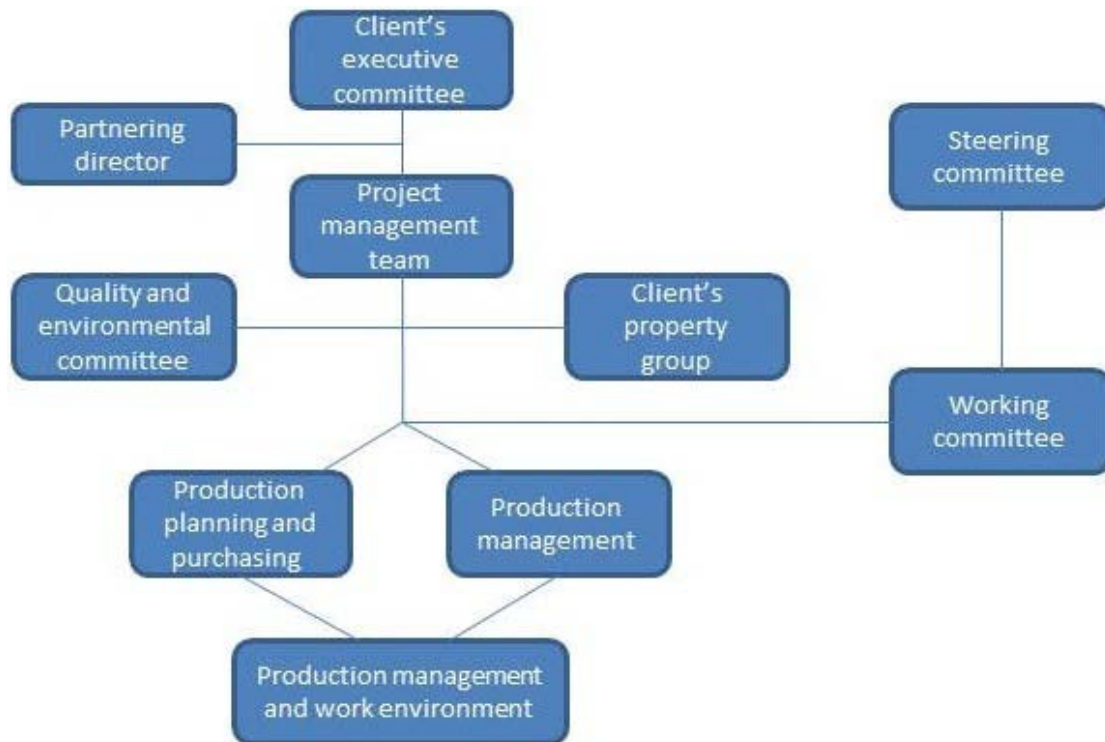 Client's
executive
committee
Partnering
director
Steering
committee
Project
management
team
Quality and
environmental
committee
Client's
property
group
Working
committee
Production
planning and
purchasing
Production
management
Production management
and work environment